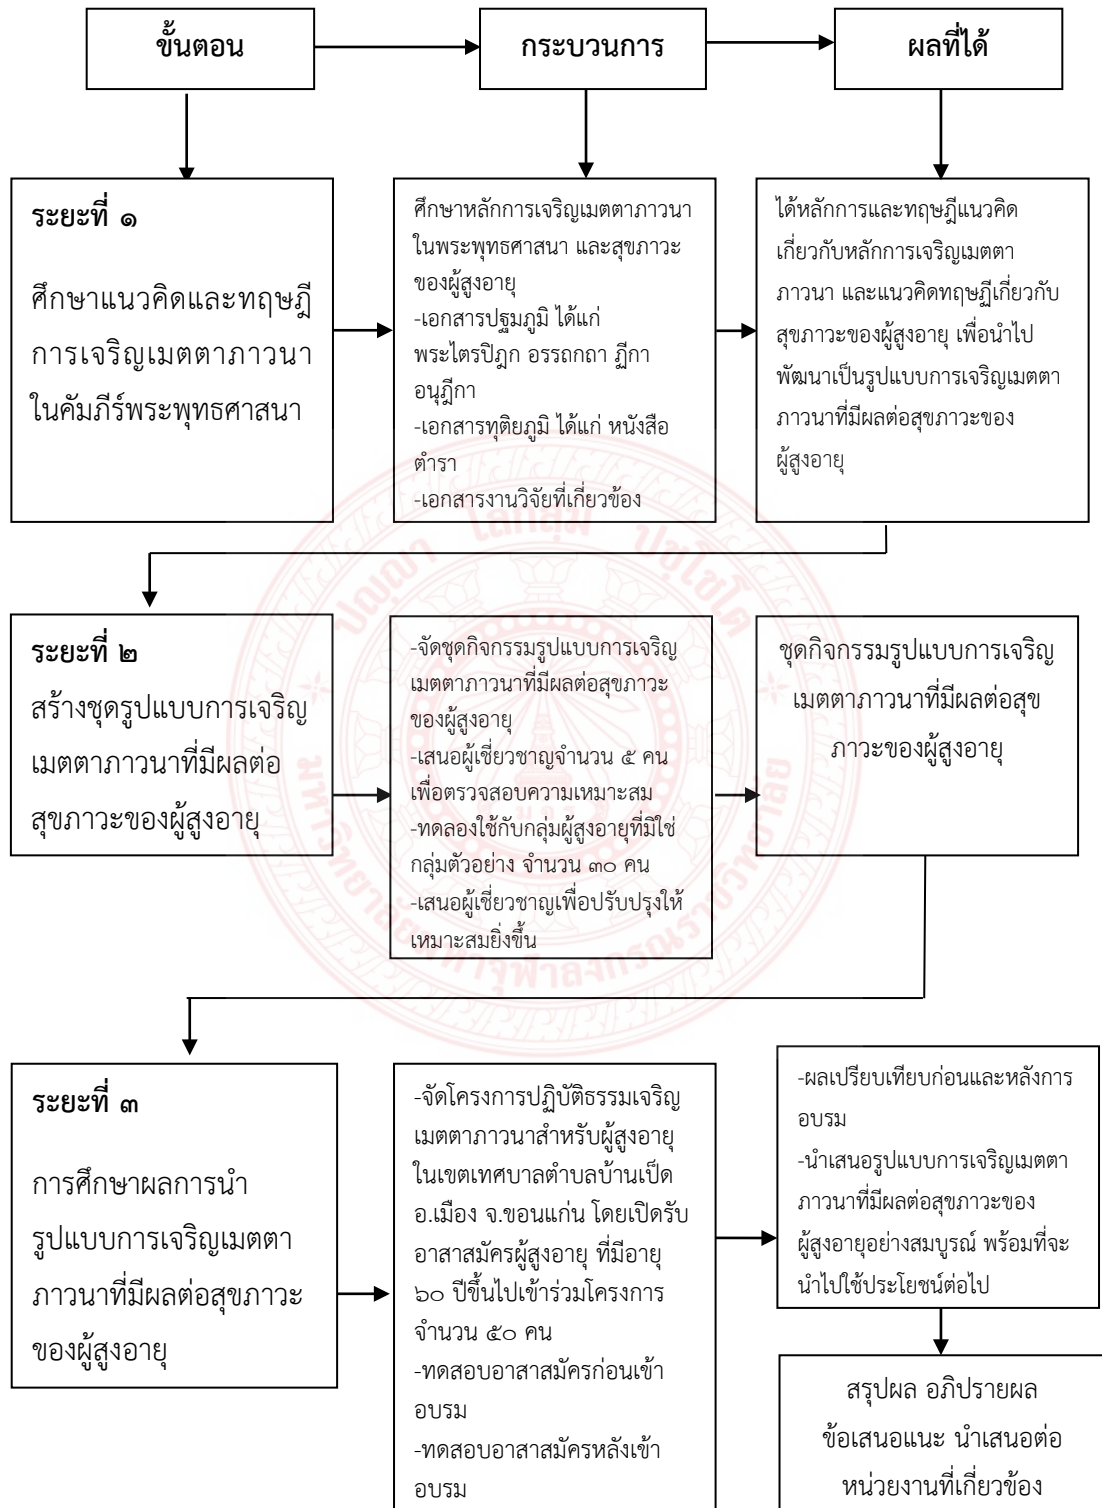 ขั้นตอน
กระบวนการ
ผลที่ได้
ระยะที่ ๑
ศึกษาแนวคิดและทฤษฎี
การเจริญเมตตาภาวนา
ในคัมภีร์พระพุทธศาสนา
ศึกษาหลักการเจริญเมตตาภาวนา
ในพระพุทธศาสนา และสุขภาวะ
ของผู้สูงอายุ
-เอกสารปฐมภูมิ ได้แก่
พระไตรปิฎก อรรถกถา ฎีกา
อนุฎีกา
-เอกสารทุติยภูมิ ได้แก่ หนังสือ
ตำรา
-เอกสารงานวิจัยที่เกี่ยวข้อง
ได้หลักการและทฤษฎีแนวคิด
เกี่ยวกับหลักการเจริญเมตตา
ภาวนา และแนวคิดทฤษฎีเกี่ยวกับ
สุขภาวะของผู้สูงอายุ เพื่อนำไป
พัฒนาเป็นรูปแบบการเจริญเมตตา
ภาวนาที่มีผลต่อสุขภาวะของ
ผู้สูงอายุ
ระยะที่ ๒
สร้างชุดรูปแบบการเจริญ
เมตตาภาวนาที่มีผลต่อ
สุขภาวะของผู้สูงอายุ
-จัดชุดกิจกรรมรูปแบบการเจริญ
เมตตาภาวนาที่มีผลต่อสุขภาวะ
ของผู้สูงอายุ
-เสนอผู้เชี่ยวชาญจำนวน ๕ คน
เพื่อตรวจสอบความเหมาะสม
-ทดลองใช้กับกลุ่มผู้สูงอายุที่มิใช่
กลุ่มตัวอย่าง จำนวน ๓๐ คน
-เสนอผู้เชี่ยวชาญเพื่อปรับปรุงให้
เหมาะสมยิ่งขึ้น
ชุดกิจกรรมรูปแบบการเจริญ
เมตตาภาวนาที่มีผลต่อสุข
ภาวะของผู้สูงอายุ
ระยะที่ ๓
การศึกษาผลการนำ
รูปแบบการเจริญเมตตา
ภาวนาที่มีผลต่อสุขภาวะ
ของผู้สูงอายุ
-จัดโครงการปฏิบัติธรรมเจริญ
เมตตาภาวนาสำหรับผู้สูงอายุ
ในเขตเทศบาลตำบลบ้านเป็ด
อ.เมือง จ.ขอนแก่น โดยเปิดรับ
อาสาสมัครผู้สูงอายุ ที่มีอายุ
๖๐ ปีขึ้นไปเข้าร่วมโครงการ
จำนวน ๕๐ คน
-ทดสอบอาสาสมัครก่อนเข้า
อบรม
-ทดสอบอาสาสมัครหลังเข้า
อบรม
-ผลเปรียบเทียบก่อนและหลังการ
อบรม
-นำเสนอรูปแบบการเจริญเมตตา
ภาวนาที่มีผลต่อสุขภาวะของ
ผู้สูงอายุอย่างสมบูรณ์ พร้อมที่จะ
นำไปใช้ประโยชน์ต่อไป
สรุปผล อภิปรายผล
ข้อเสนอแนะ นำเสนอต่อ
หน่วยงานที่เกี่ยวข้อง
ปญฺญา โลกสฺมิ ปชฺโชโต
มหาวิทยาลัยมหาจุฬาลงกรณราชวิทยาลัย